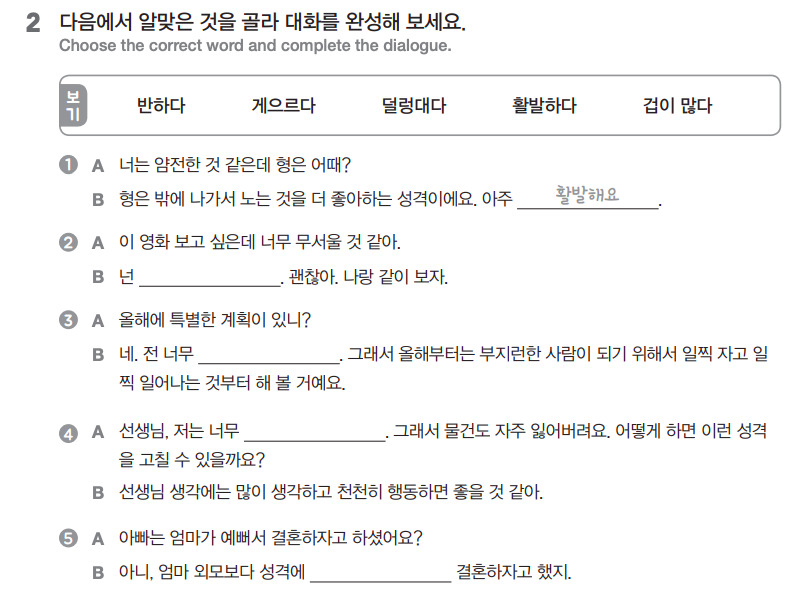 2 다음에서 알맞은 것을 골라 대화를 완성해 보세요.
Choose the correct word and complete the dialogue.
보기 반하다 게으르다 덜렁대다 활발하다 겁이 많다
1 A 너는 얌전한 것 같은데 형은 어때?
B 형은 밖에 나가서 노는 것을 더 좋아하는 성격이에요. 아주 활발해요.
2 A 이 영화 보고 싶은데 너무 무서울 것 같아.
B 넌 ______. 괜찮아. 나랑 같이 보자.
3 A 올해에 특별한 계획이 있니?
B 네. 전 너무 ______. 그래서 올해부터는 부지런한 사람이 되기 위해서 일찍 자고 일
찍 일어나는 것부터 해 볼 거예요.
4 A 선생님, 저는 너무 ______. 그래서 물건도 자주 잃어버려요. 어떻게 하면 이런 성격
을 고칠 수 있을까요?
B 선생님 생각에는 많이 생각하고 천천히 행동하면 좋을 것 같아.
5 A 아빠는 엄마가 예뻐서 결혼하자고 하셨어요?
B 아니, 엄마 외모보다 성격에 ______ 결혼하자고 했지.